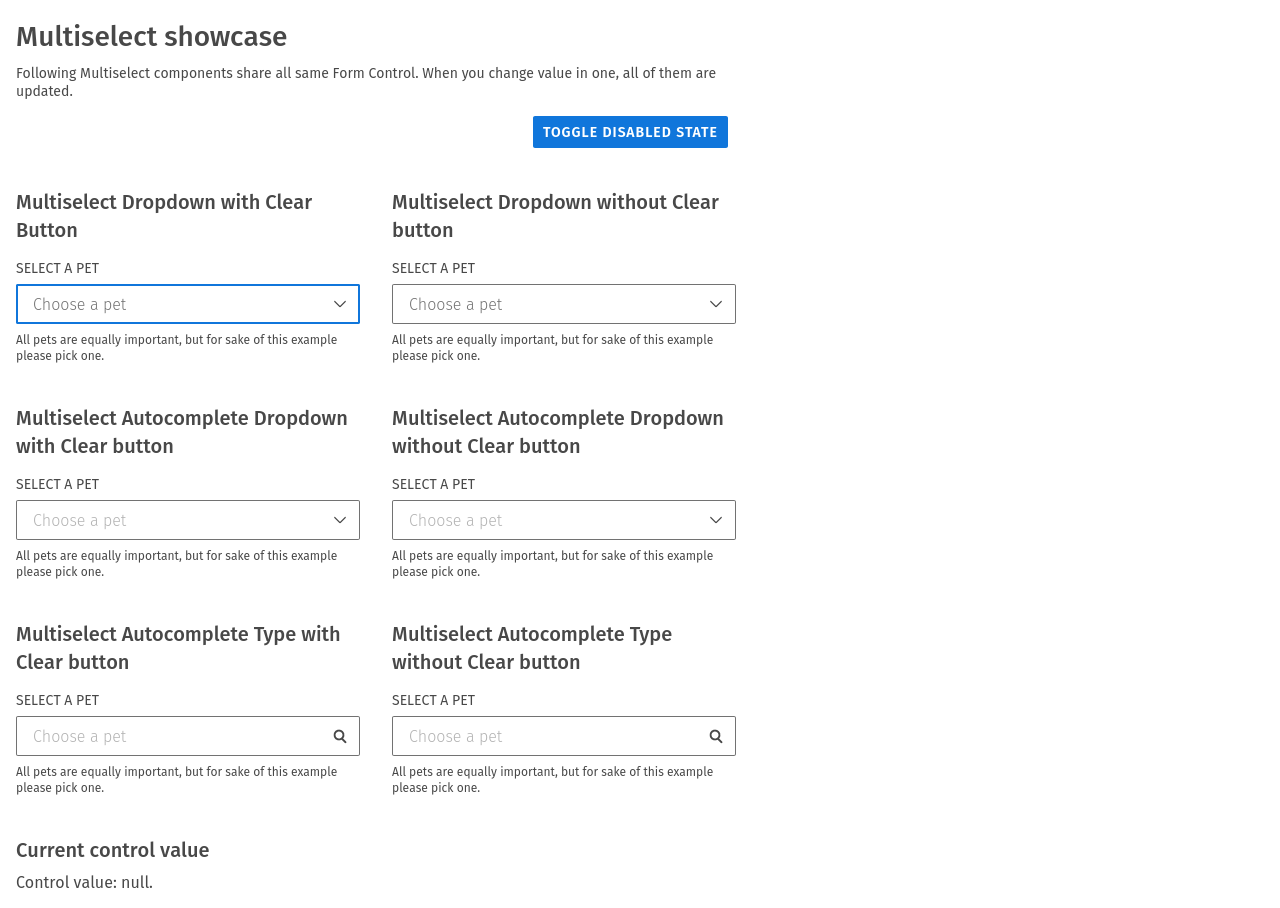 Multiselect showcase
Following Multiselect components share all same Form Control. When you change value in one, all of them are
updated.
TOGGLE DISABLED STATE
Multiselect Dropdown with Clear
Button
SELECT A PET
Choose a pet
All pets are equally important, but for sake of this example
please pick one.
Multiselect Dropdown without Clear
button
SELECT A PET
Choose a pet
All pets are equally important, but for sake of this example
please pick one.
Multiselect Autocomplete Dropdown
with Clear button
SELECT A PET
Choose a pet
All pets are equally important, but for sake of this example
please pick one.
Multiselect Autocomplete Dropdown
without Clear button
SELECT A PET
Choose a pet
All pets are equally important, but for sake of this example
please pick one.
Multiselect Autocomplete Type with
Clear button
SELECT A PET
Choose a pet
All pets are equally important, but for sake of this example
please pick one.
Multiselect Autocomplete Type
without Clear button
SELECT A PET
Choose a pet
All pets are equally important, but for sake of this example
please pick one.
Current control value
Control value: null.